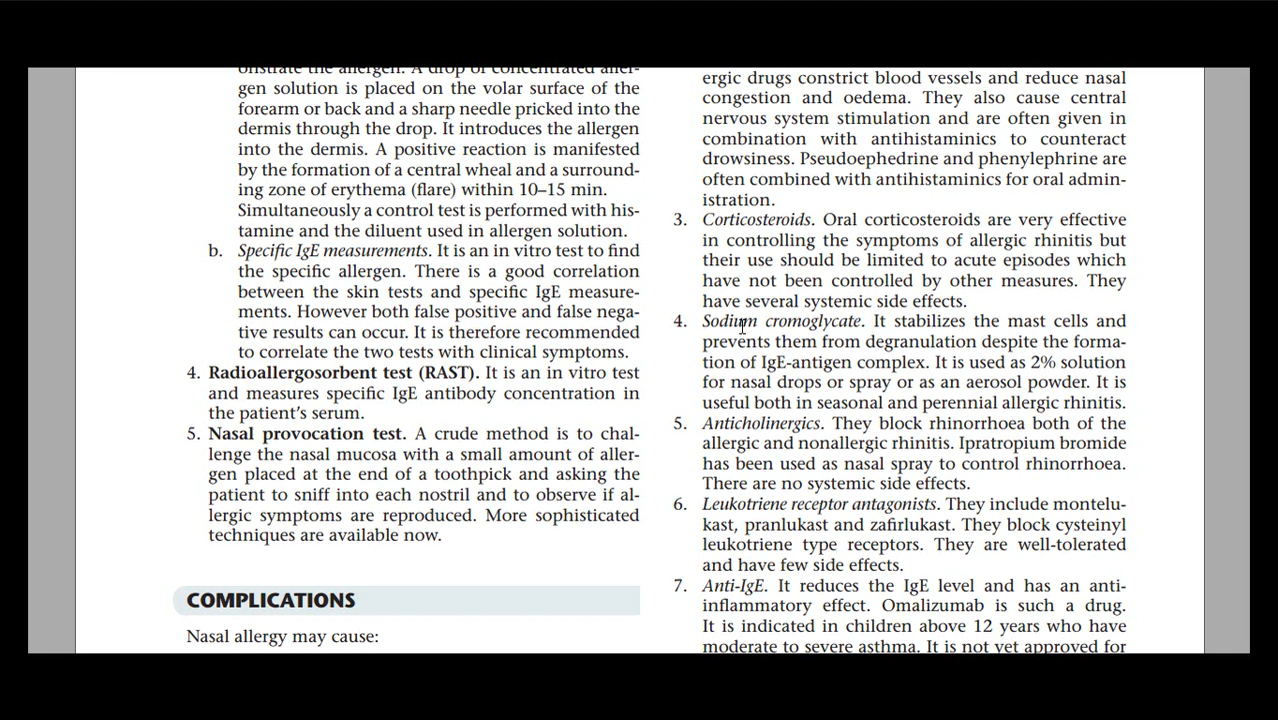 onstrate the allergen. A drop of concentrated aller-
gen solution is placed on the volar surface of the
forearm or back and a sharp needle pricked into the
dermis through the drop. It introduces the allergen
into the dermis. A positive reaction is manifested
by the formation of a central wheal and a surround-
ing zone of erythema (flare) within 10–15 min.
Simultaneously a control test is performed with his-
tamine and the diluent used in allergen solution.
b. Specific IgE measurements. It is an in vitro test to find
the specific allergen. There is a good correlation
between the skin tests and specific IgE measure-
ments. However both false positive and false nega-
tive results can occur. It is therefore recommended
to correlate the two tests with clinical symptoms.
4. Radioallergosorbent test (RAST). It is an in vitro test
and measures specific IgE antibody concentration in
the patient's serum.
5. Nasal provocation test. A crude method is to chal-
lenge the nasal mucosa with a small amount of aller-
gen placed at the end of a toothpick and asking the
patient to sniff into each nostril and to observe if al-
lergic symptoms are reproduced. More sophisticated
techniques are available now.
COMPLICATIONS
Nasal allergy may cause:
ergic drugs constrict blood vessels and reduce nasal
congestion and oedema. They also cause central
nervous system stimulation and are often given in
combination with antihistaminics to counteract
drowsiness. Pseudoephedrine and phenylephrine are
often combined with antihistaminics for oral admin-
istration.
3. Corticosteroids. Oral corticosteroids are very effective
in controlling the symptoms of allergic rhinitis but
their use should be limited to acute episodes which
have not been controlled by other measures. They
have several systemic side effects.
4. Sodium cromoglycate. It stabilizes the mast cells and
prevents them from degranulation despite the forma-
tion of IgE-antigen complex. It is used as 2% solution
for nasal drops or spray or as an aerosol powder. It is
useful both in seasonal and perennial allergic rhinitis.
5. Anticholinergics. They block rhinorrhoea both of the
allergic and nonallergic rhinitis. Ipratropium bromide
has been used as nasal spray to control rhinorrhoea.
There are no systemic side effects.
6. Leukotriene receptor antagonists. They include montelu-
kast, pranlukast and zafirlukast. They block cysteinyl
leukotriene type receptors. They are well-tolerated
and have few side effects.
7. Anti-IgE. It reduces the IgE level and has an anti-
inflammatory effect. Omalizumab is such a drug.
It is indicated in children above 12 years who have
moderate to severe asthma. It is not yet approved for